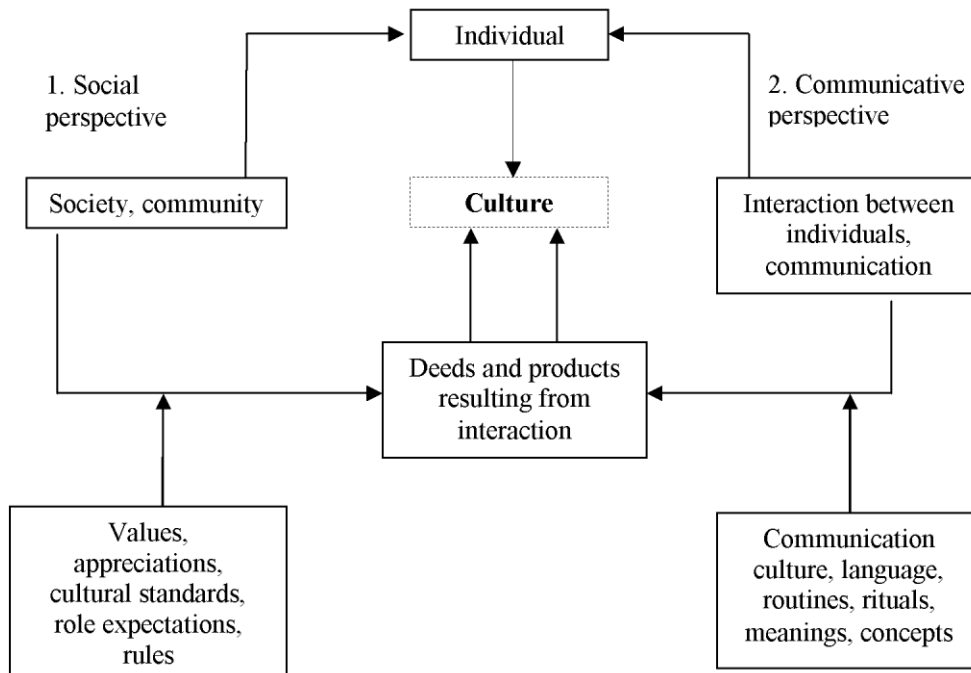 Individual
1. Social
perspective
2. Communicative
perspective
Society, community
Culture
Interaction between
individuals,
communication
Deeds and products
resulting from
interaction
Values,
appreciations,
cultural standards,
role expectations,
rules
Communication
culture, language,
routines, rituals,
meanings, concepts